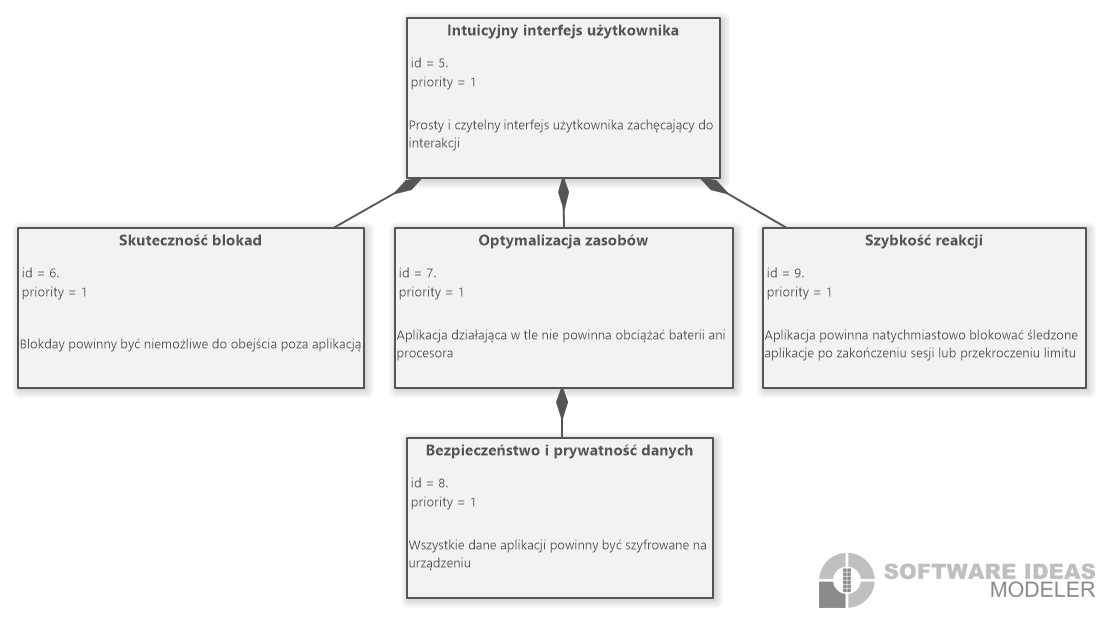 Intuicyjny interfejs użytkownika
id = 5.
priority = 1
Prosty i czytelny interfejs użytkownika zachęcający do
interakcji
Skuteczność blokad
id = 6.
priority = 1
Blokday powinny być niemożliwe do obejścia poza aplikacją
Optymalizacja zasobów
id = 7.
priority = 1
Aplikacja działająca w tle nie powinna obciążać baterii ani
procesora
Szybkość reakcji
id = 9.
priority = 1
Aplikacja powinna natychmiastowo blokować śledzone
aplikacje po zakończeniu sesji lub przekroczeniu limitu
Bezpieczeństwo i prywatność danych
id = 8.
priority = 1
Wszystkie dane aplikacji powinny być szyfrowane na
urządzeniu
SOFTWARE IDEAS
MODELER